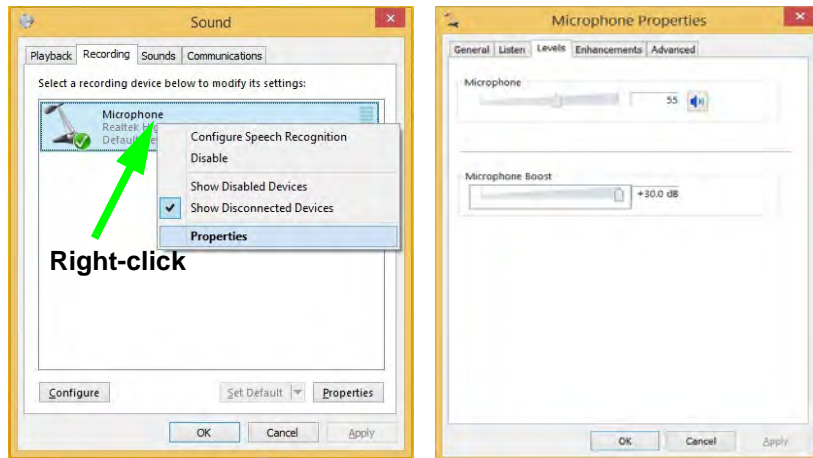 Sound
Playback Recording Sounds Communications
Select a recording device below to modify its settings:
Microphone
Realtek
Configure Speech Recognition
Disable
Show Disabled Devices
Show Disconnected Devices
Properties
Right-click
Configure Set Default Properties
OK Cancel Apply
Microphone Properties
General Listen Levels Enhancements Advanced
Microphone
55
Microphone Boost
+30.0 dB
OK Cancel Apply